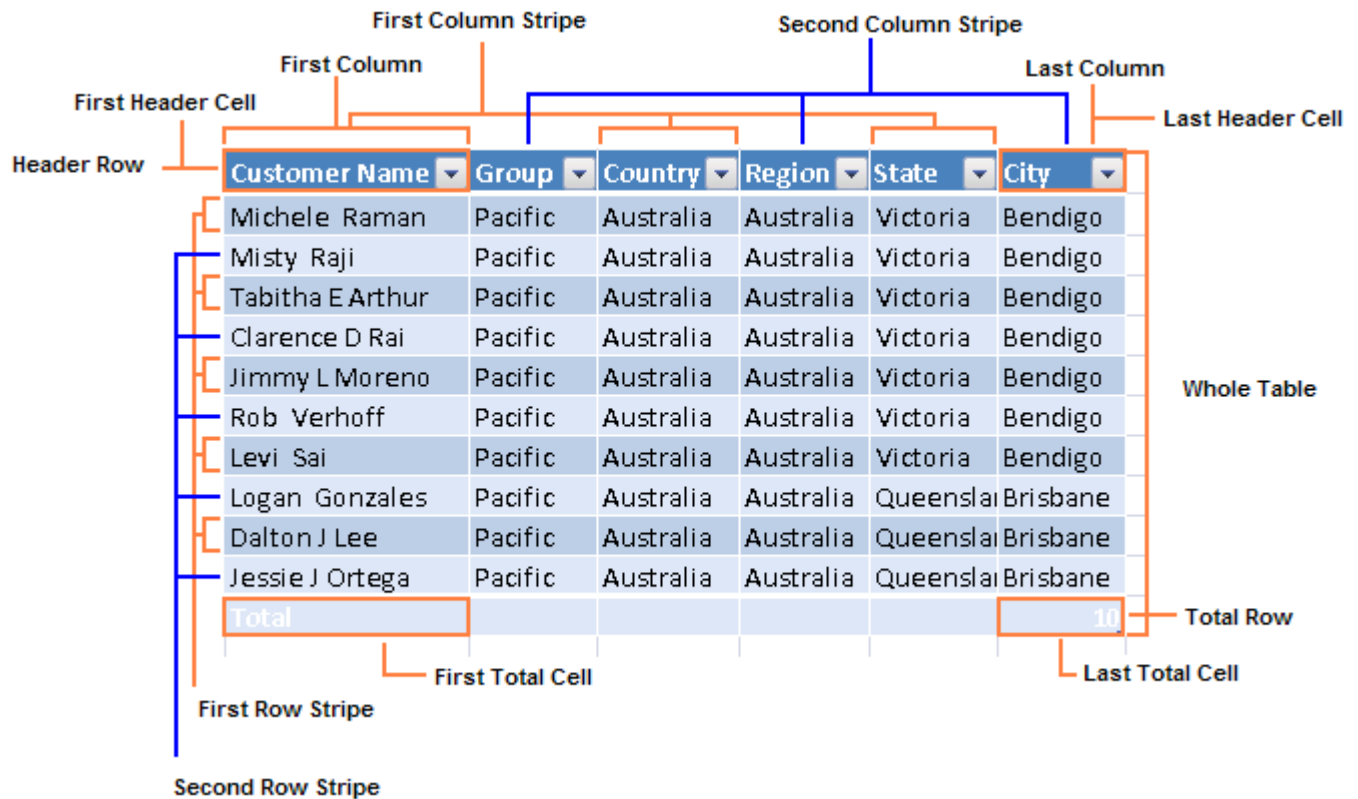 First Column Stripe
Second Column Stripe
First Column
Last Column
First Header Cell
Last Header Cell
Header Row
Customer Name Group Country Region State City
Michele Raman Pacific Australia Australia Victoria Bendigo
Misty Raji Pacific Australia Australia Victoria Bendigo
Tabitha E Arthur Pacific Australia Australia Victoria Bendigo
Clarence D Rai Pacific Australia Australia Victoria Bendigo
Jimmy L Moreno Pacific Australia Australia Victoria Bendigo
Whole Table
Rob Verhoff Pacific Australia Australia Victoria Bendigo
Levi Sai Pacific Australia Australia Victoria Bendigo
Logan Gonzales Pacific Australia Australia Queenslan Brisbane
Dalton J Lee Pacific Australia Australia Queenslan Brisbane
Jessie J Ortega Pacific Australia Australia Queenslan Brisbane
Total 10
Total Row
First Total Cell
Last Total Cell
First Row Stripe
Second Row Stripe